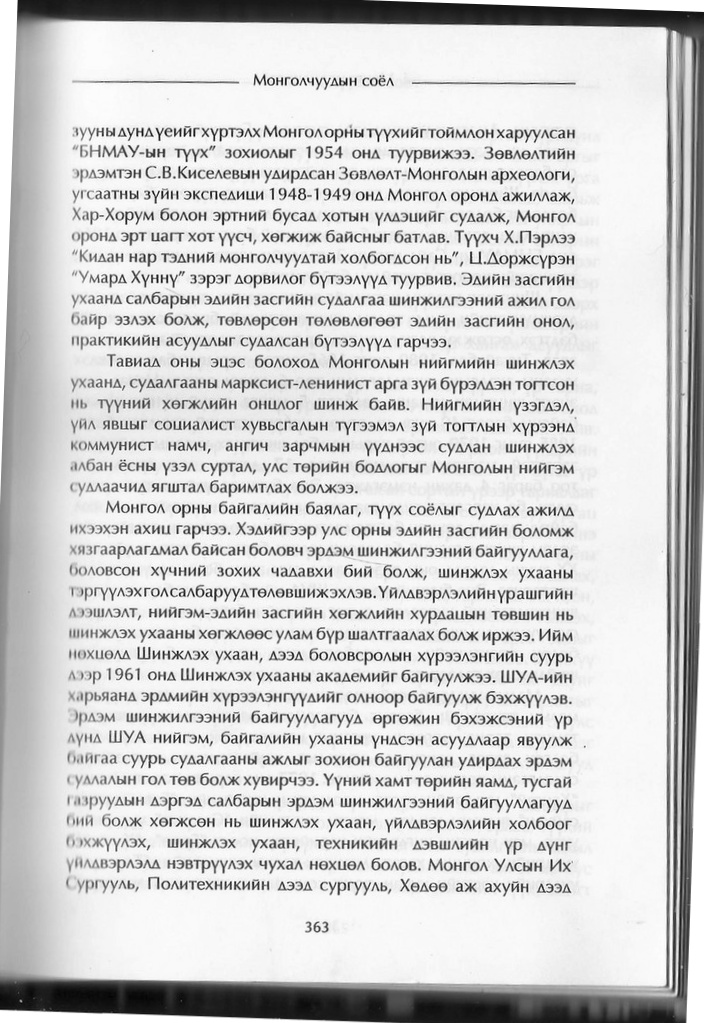 Монголчуудын соёл
зууны дунд үеийг хүртэлх Монгол орны түүхийг тоймлон харуулсан
"БНМАУ-ын түүх" зохиолыг 1954 онд туурвижээ. Зөвлөлтийн
эрдэмтэн С.В.Киселевын удирдсан Зөвлөлт-Монголын археологи,
угсаатны зүйн экспедици 1948-1949 онд Монгол оронд ажиллаж,
Хар-Хорум болон эртний бусад хотын үлдэцийг судалж, Монгол
оронд эрт цагт хот үүсч, хөгжиж байсныг батлав. Түүхч Х.Пэрлээ
"Кидан нар тэдний монголчуудтай холбогдсон нь", Ц.Доржсүрэн
"Умард Хүннү" зэрэг дорвилог бүтээлүүд туурвив. Эдийн засгийн
ухаанд салбарын эдийн засгийн судалгаа шинжилгээний ажил гол
байр эзлэх болж, төвлөрсөн төлөвлөгөөт эдийн засгийн онол,
практикийн асуудлыг судалсан бүтээлүүд гарчээ.
Тавиад оны эцэс болоход Монголын нийгмийн шинжлэх
ухаанд, судалгааны марксист-ленинист арга зүй бүрэлдэн тогтсон
нь түүний хөгжлийн онцлог шинж байв. Нийгмийн үзэгдэл,
үйл явцыг социалист хувьсгалын түгээмэл зүй тогтлын хүрээнд
коммунист намч, ангич зарчмын үүднээс судлан шинжлэх
албан ёсны үзэл суртал, улс төрийн бодлогыг Монголын нийгэм
судлаачид ягштал баримтлах болжээ.
Монгол орны байгалийн баялаг, түүх соёлыг судлах ажилд
ихээхэн ахиц гарчээ. Хэдийгээр улс орны эдийн засгийн боломж
хязгаарлагдмал байсан боловч эрдэм шинжилгээний байгууллага,
боловсон хүчний зохих чадавхи бий болж, шинжлэх ухааны
тэргүүлэх гол салбарууд төлөвшиж эхлэв. Үйлдвэрлэлийн үр ашгийн
дээшлэлт, нийгэм-эдийн засгийн хөгжлийн хурдацын төвшин нь
шинжлэх ухааны хөгжлөөс улам бүр шалтгаалах болж иржээ. Ийм
нөхцөлд Шинжлэх ухаан, дээд боловсролын хүрээлэнгийн суурь
дээр 1961 онд Шинжлэх ухааны академийг байгуулжээ. ШУА-ийн
харьяанд эрдмийн хүрээлэнгүүдийг олноор байгуулж бэхжүүлэв.
Эрдэм шинжилгээний байгууллагууд өргөжин бэхэжсэний үр
дүнд ШУА нийгэм, байгалийн ухааны үндсэн асуудлаар явуулж
байгаа суурь судалгааны ажлыг зохион байгуулан удирдах эрдэм
судлалын гол төв болж хувирчээ. Үүний хамт төрийн яамд, тусгай
газруудын дэргэд салбарын эрдэм шинжилгээний байгууллагууд
бий болж хөгжсөн нь шинжлэх ухаан, үйлдвэрлэлийн холбоог
бэхжүүлэх, шинжлэх ухаан, техникийн дэвшлийн үр дүнг
үйлдвэрлэлд нэвтрүүлэх чухал нөхцөл болов. Монгол Улсын Их
Сургууль, Политехникийн дээд сургууль, Хөдөө аж ахуйн дээд
363